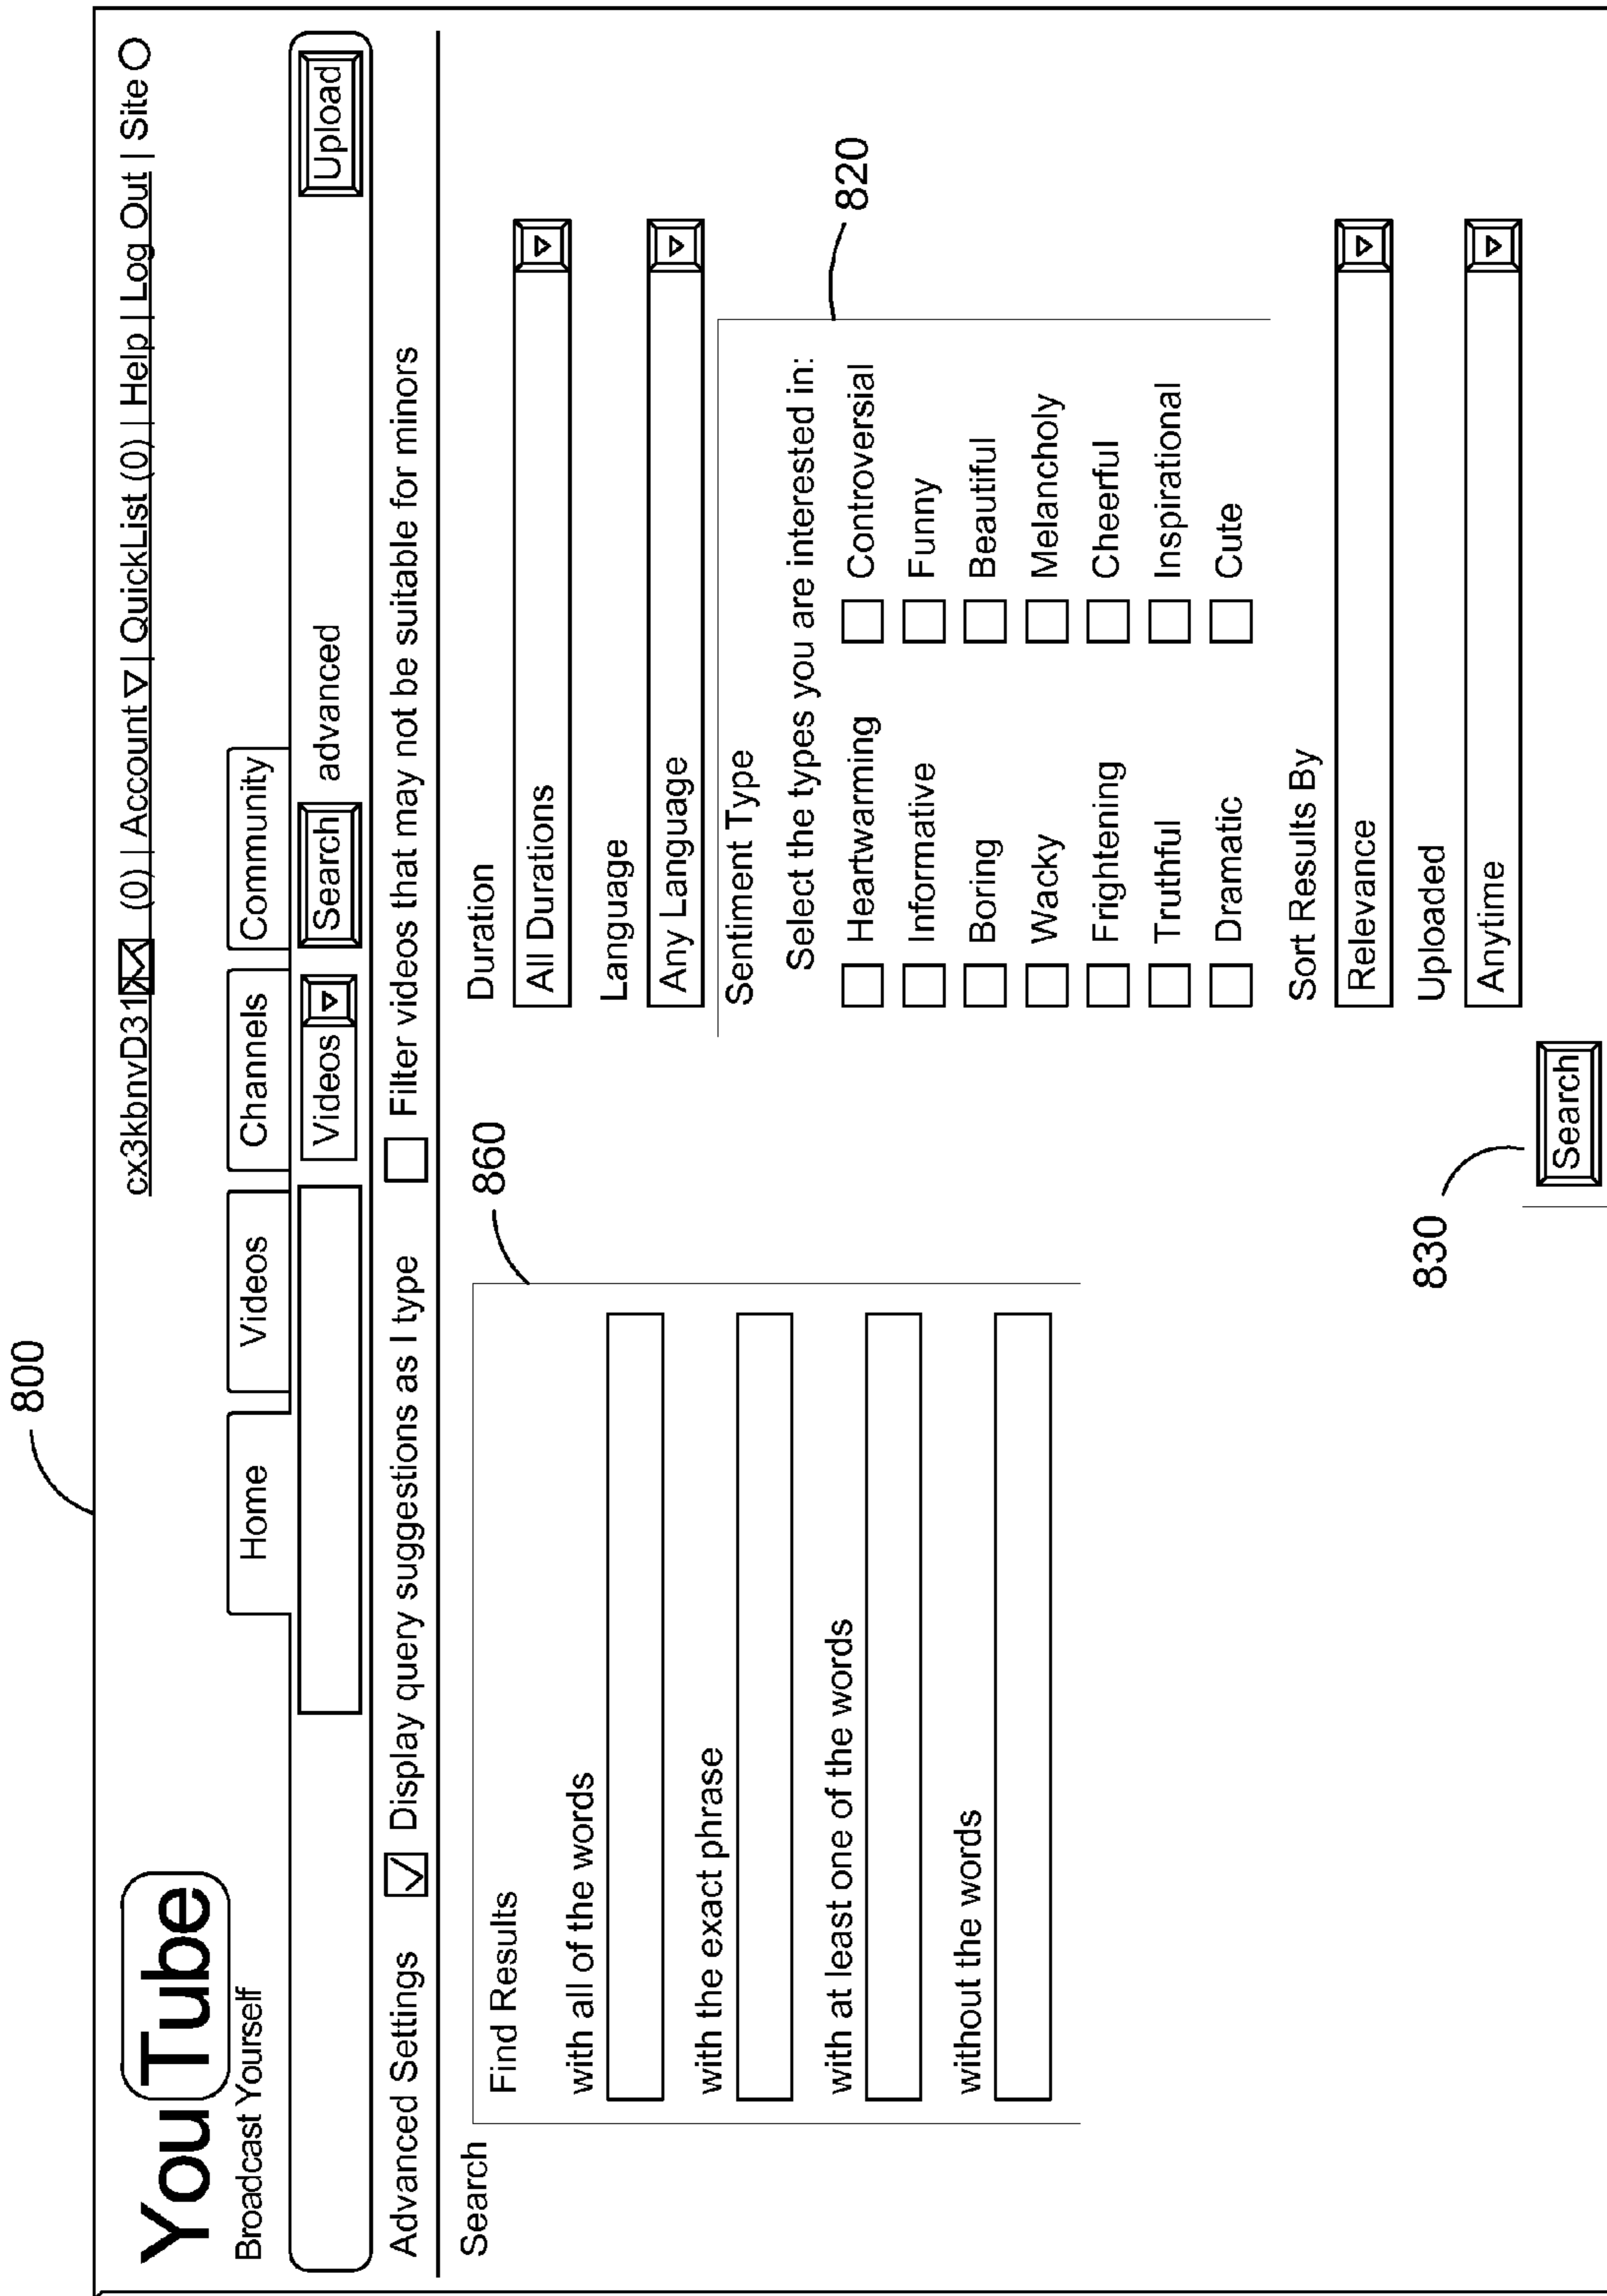 800
YouTube
Broadcast Yourself
cx3kbnvD31 (0) | Account | QuickList (0) | Help | Log Out | Site
Home Videos Channels Community
Videos Search advanced Upload
Advanced Settings Display query suggestions as I type Filter videos that may not be suitable for minors
Search
Find Results
with all of the words
with the exact phrase
with at least one of the words
without the words
860
Duration
All Durations
Language
Any Language
Sentiment Type
Select the types you are interested in:
820
Heartwarming Controversial
Informative Funny
Boring Beautiful
Wacky Melancholy
Frightening Cheerful
Truthful Inspirational
Dramatic Cute
Sort Results By
Relevance
Uploaded
Anytime
830
Search